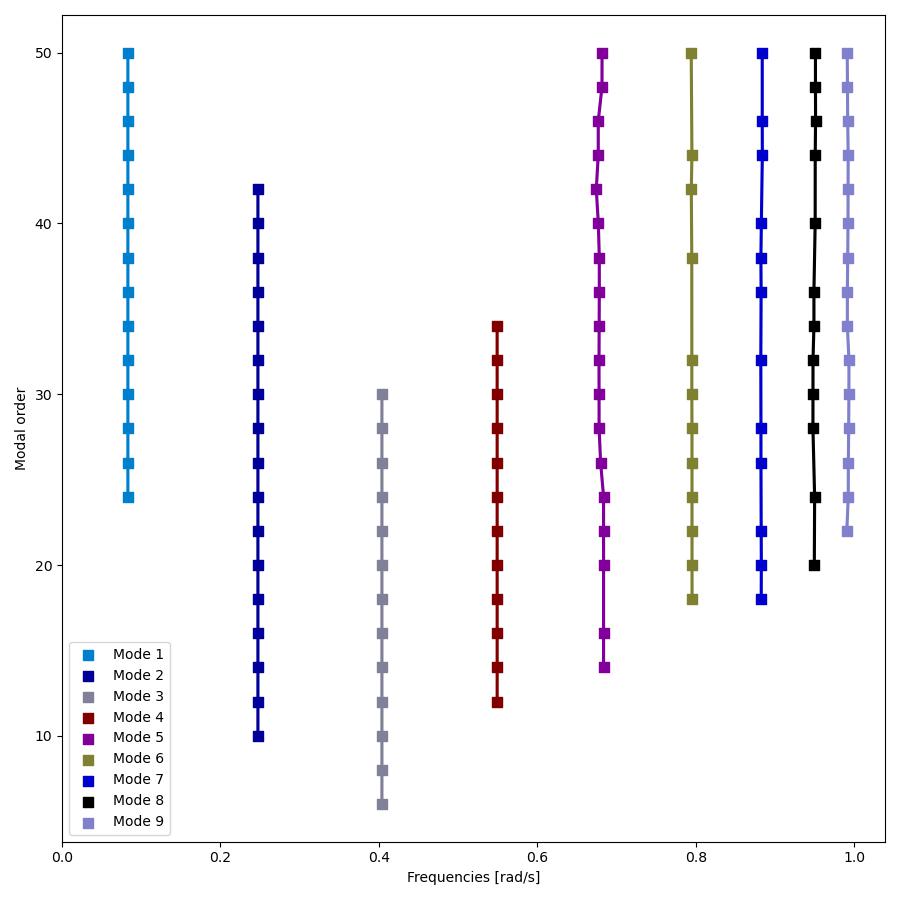 50
40
30
20
10
Modal order
Mode 1
Mode 2
Mode 3
Mode 4
Mode 5
Mode 6
Mode 7
Mode 8
Mode 9
0.0 0.2 0.4 0.6 0.8 1.0
Frequencies [rad/s]